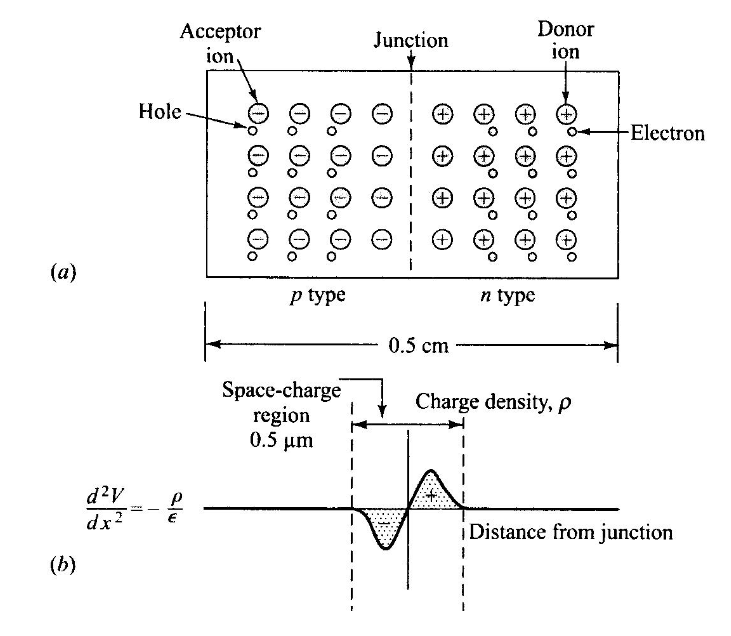 Acceptor
ion
Junction
Donor
ion
Hole
Electron
(a)
p type
n type
0.5 cm
Space-charge
region
0.5 μm
Charge density, ρ
d²V/dx² = − ρ/ϵ
Distance from junction
(b)